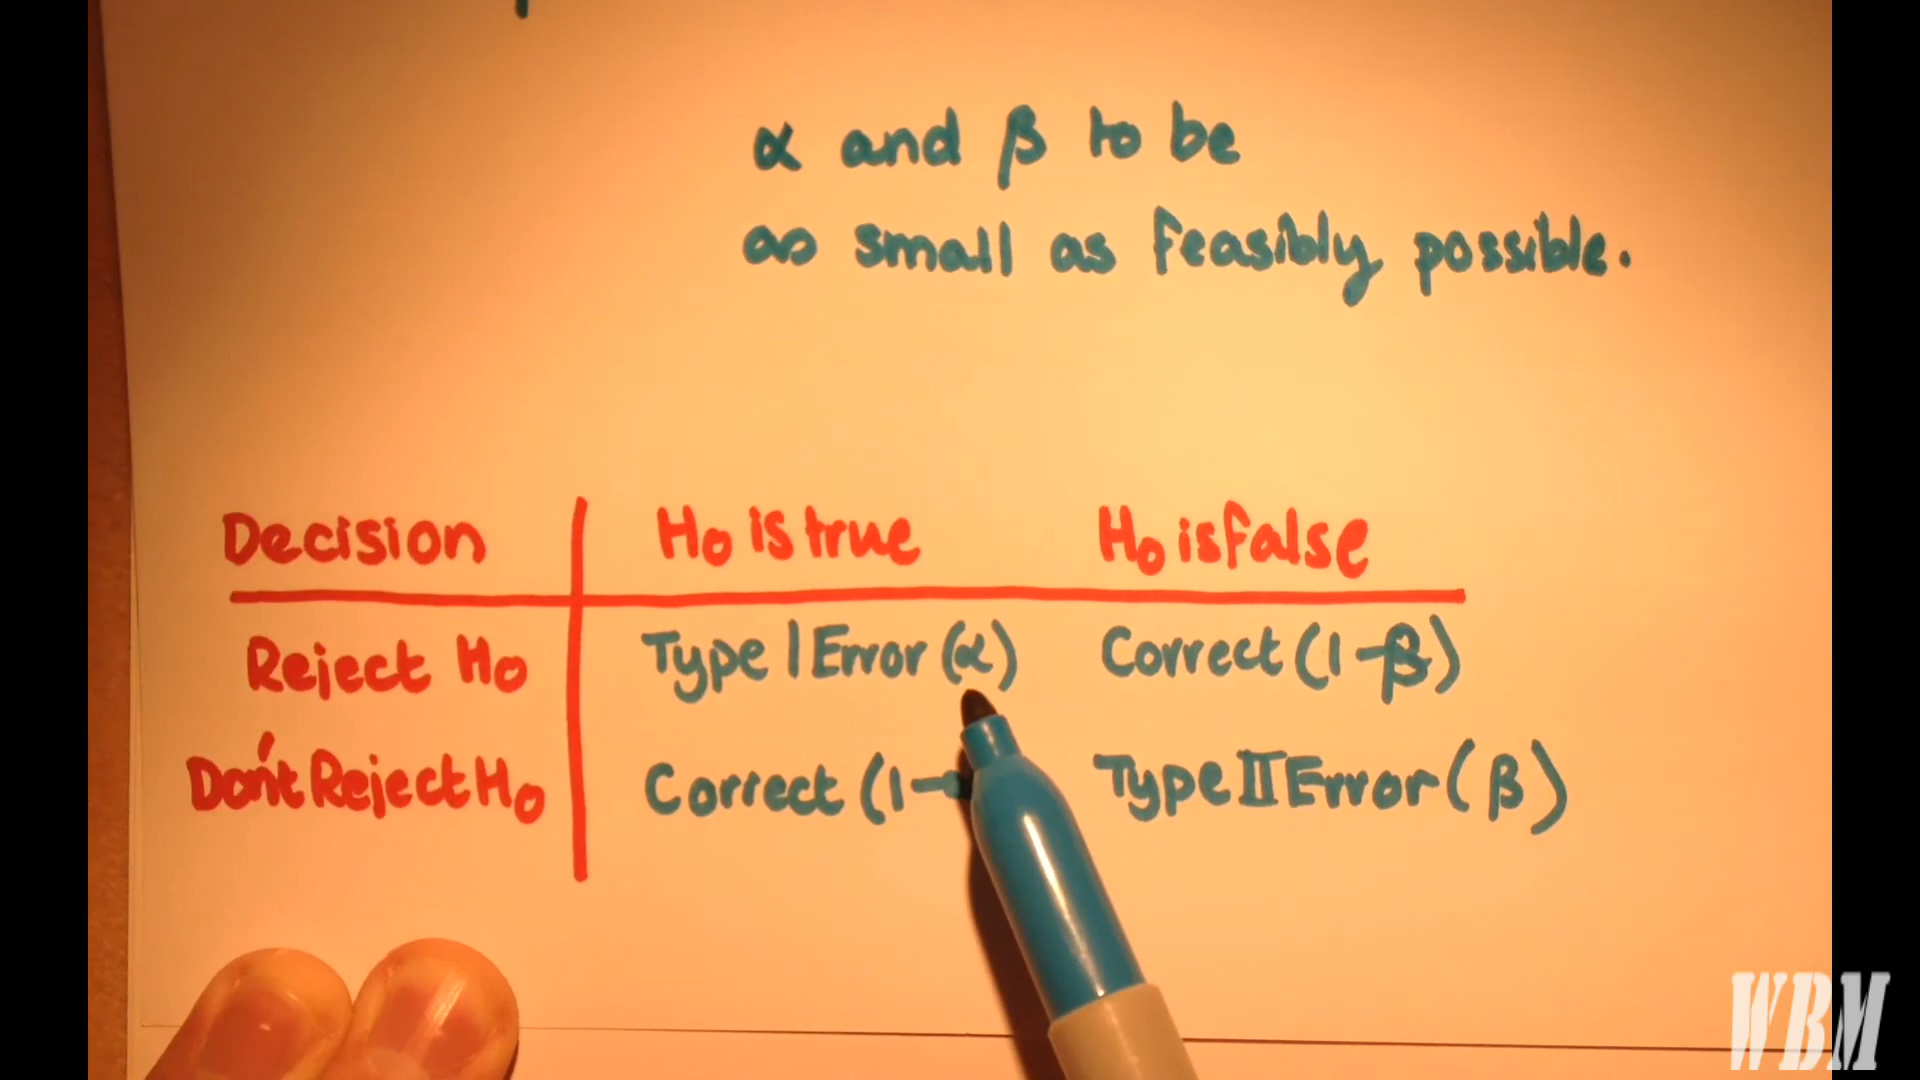 α and β to be
as small as feasibly possible.
Decision H₀ is true H₀ is false
Reject H₀ Type I Error (α) Correct (1-β)
Don't Reject H₀ Correct (1- Type II Error (β)
WBM